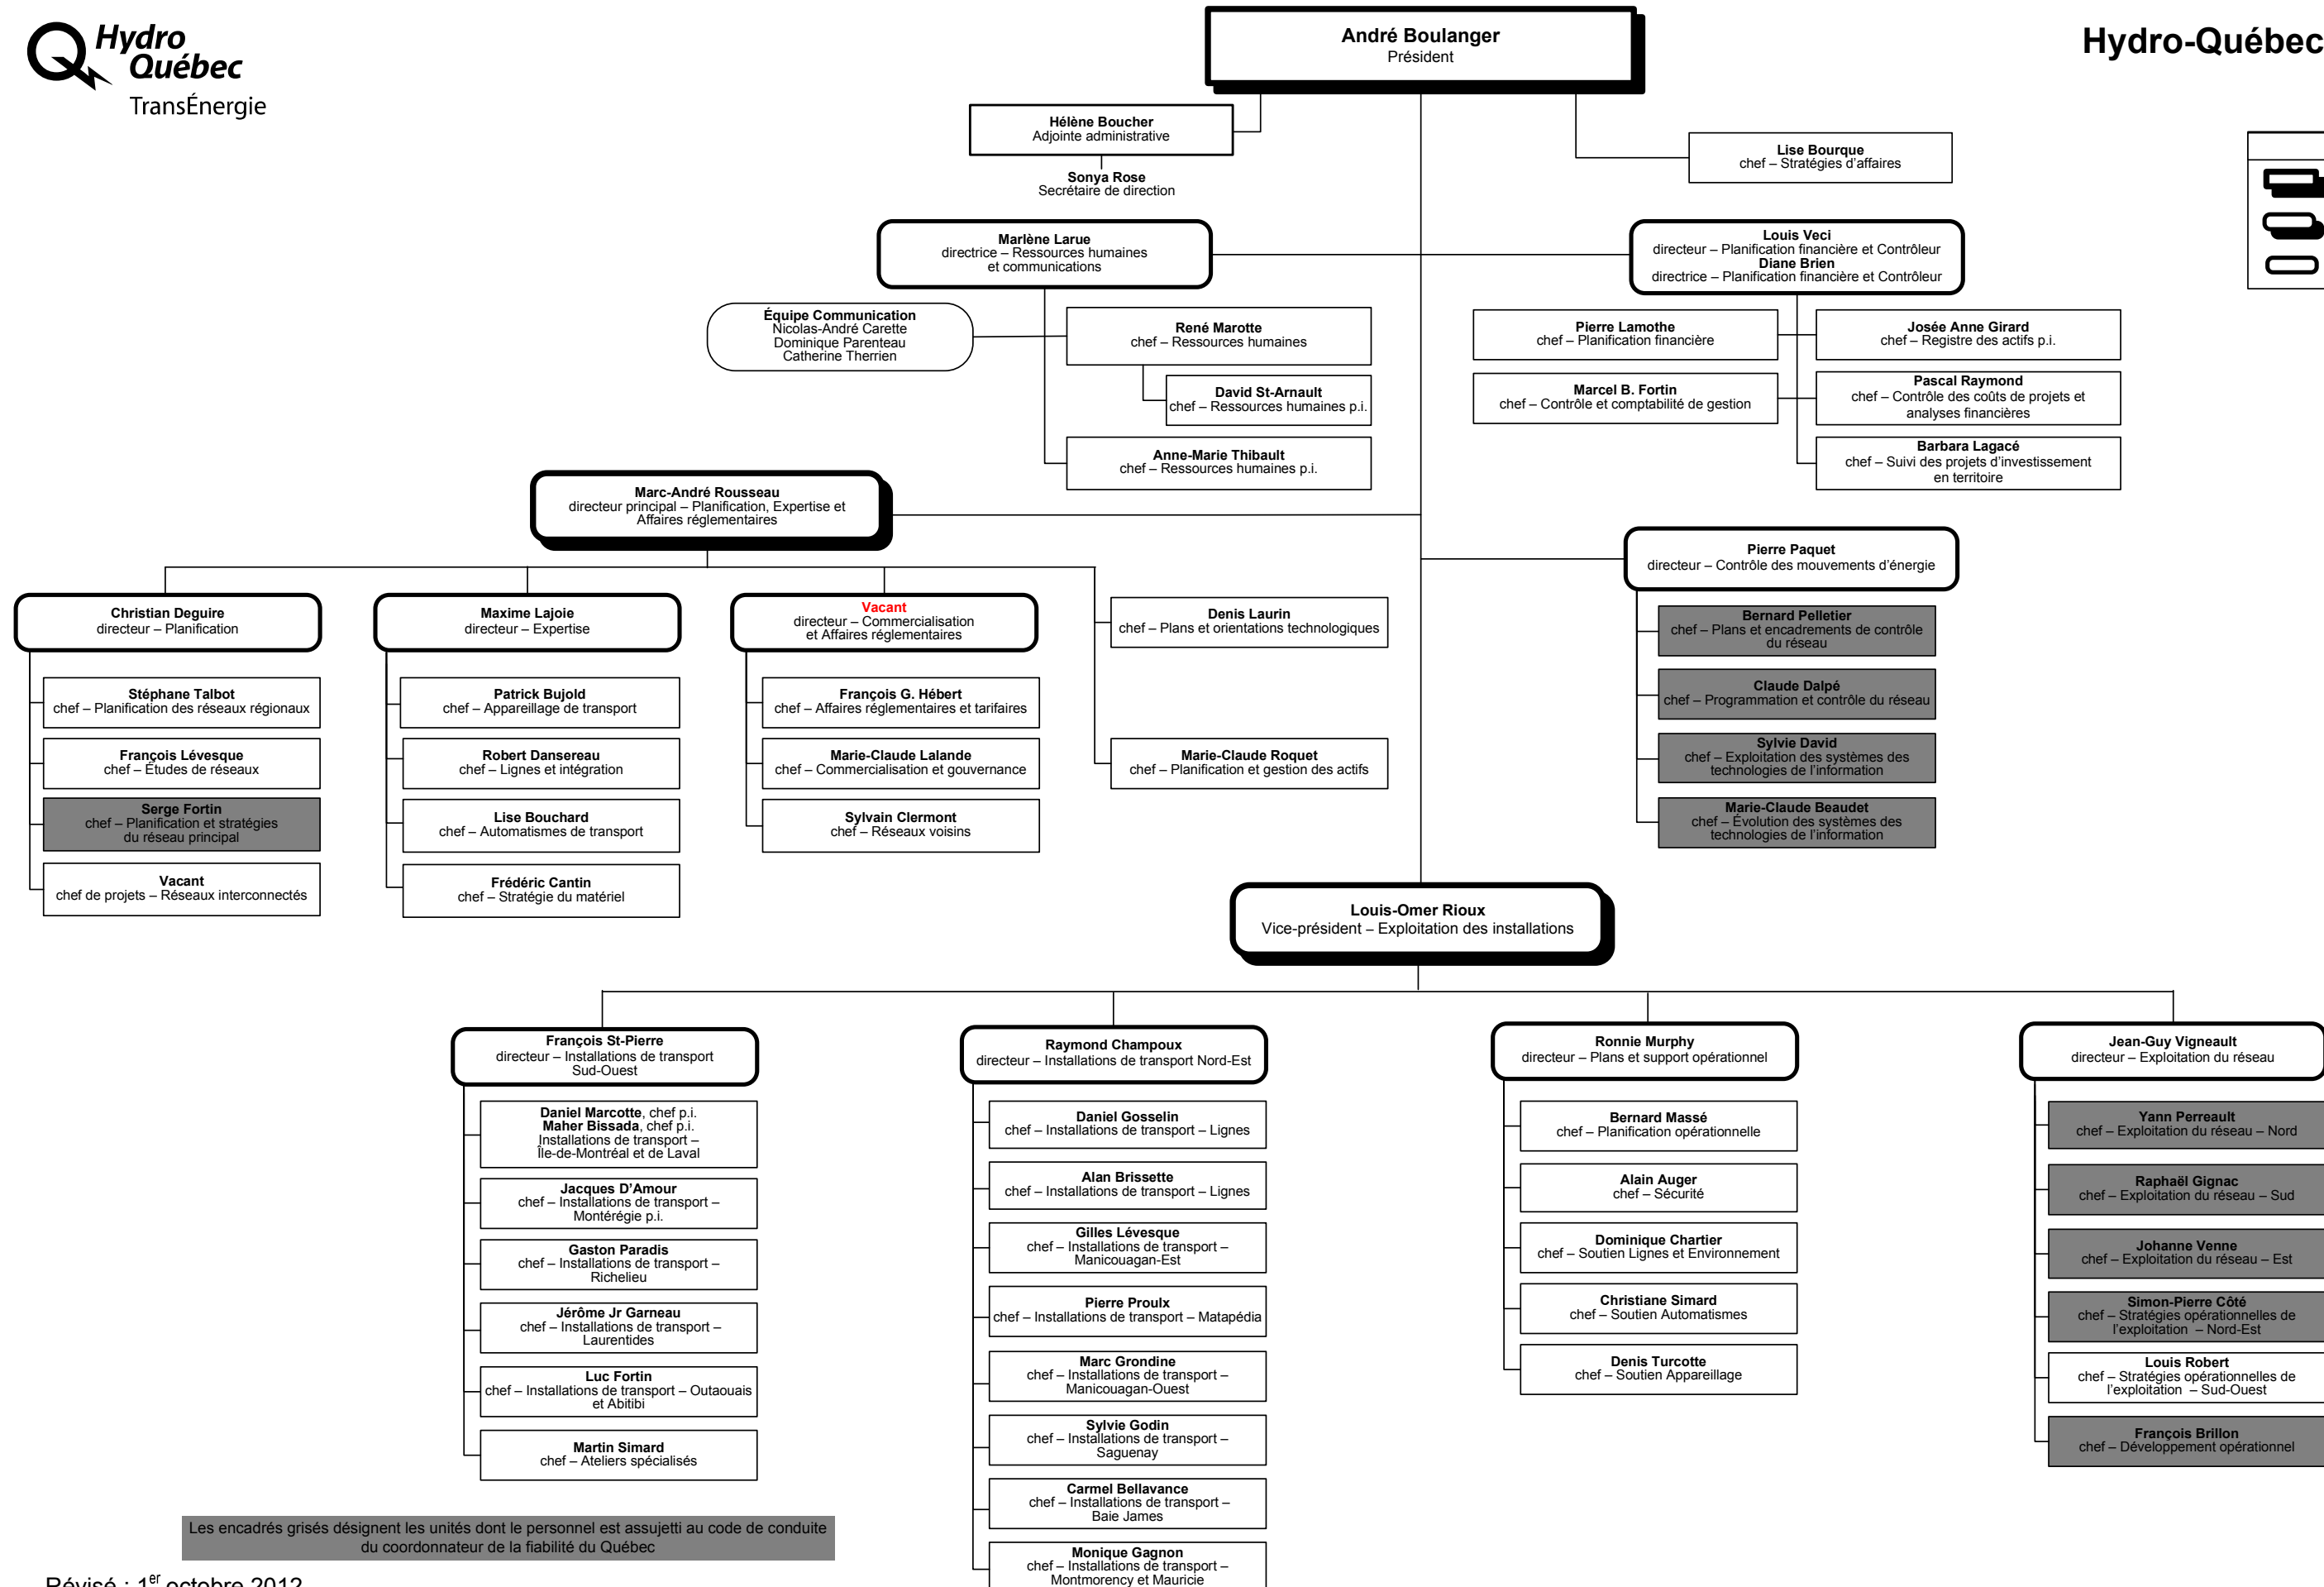 Hydro
Québec
TransÉnergie
André Boulanger
Président
Hydro-Québec
Hélène Boucher
Adjointe administrative
Sonya Rose
Secrétaire de direction
Lise Bourque
chef – Stratégies d’affaires
Marlène Larue
directrice – Ressources humaines
et communications
Louis Veci
directeur – Planification financière et Contrôleur
Diane Brien
directrice – Planification financière et Contrôleur
Équipe Communication
Nicolas-André Carette
Dominique Parenteau
Catherine Therrien
René Marotte
chef – Ressources humaines
David St-Arnault
chef – Ressources humaines p.i.
Anne-Marie Thibault
chef – Ressources humaines p.i.
Pierre Lamothe
chef – Planification financière
Marcel B. Fortin
chef – Contrôle et comptabilité de gestion
Josée Anne Girard
chef – Registre des actifs p.i.
Pascal Raymond
chef – Contrôle des coûts de projets et
analyses financières
Barbara Lagacé
chef – Suivi des projets d’investissement
en territoire
Marc-André Rousseau
directeur principal – Planification, Expertise et
Affaires réglementaires
Pierre Paquet
directeur – Contrôle des mouvements d’énergie
Christian Deguire
directeur – Planification
Stéphane Talbot
chef – Planification des réseaux régionaux
François Lévesque
chef – Études de réseaux
Serge Fortin
chef – Planification et stratégies
du réseau principal
Vacant
chef de projets – Réseaux interconnectés
Maxime Lajoie
directeur – Expertise
Patrick Bujold
chef – Appareillage de transport
Robert Dansereau
chef – Lignes et intégration
Lise Bouchard
chef – Automatismes de transport
Frédéric Cantin
chef – Stratégie du matériel
Vacant
directeur – Commercialisation
et Affaires réglementaires
François G. Hébert
chef – Affaires réglementaires et tarifaires
Marie-Claude Lalande
chef – Commercialisation et gouvernance
Sylvain Clermont
chef – Réseaux voisins
Denis Laurin
chef – Plans et orientations technologiques
Marie-Claude Roquet
chef – Planification et gestion des actifs
Bernard Pelletier
chef – Plans et encadrements de contrôle
du réseau
Claude Dalpé
chef – Programmation et contrôle du réseau
Sylvie David
chef – Exploitation des systèmes des
technologies de l’information
Marie-Claude Beaudet
chef – Évolution des systèmes des
technologies de l’information
Louis-Omer Rioux
Vice-président – Exploitation des installations
François St-Pierre
directeur – Installations de transport
Sud-Ouest
Daniel Marcotte, chef p.i.
Maher Bissada, chef p.i.
Installations de transport –
Île-de-Montréal et de Laval
Jacques D’Amour
chef – Installations de transport –
Montérégie p.i.
Gaston Paradis
chef – Installations de transport –
Richelieu
Jérôme Jr Garneau
chef – Installations de transport –
Laurentides
Luc Fortin
chef – Installations de transport – Outaouais
et Abitibi
Martin Simard
chef – Ateliers spécialisés
Raymond Champoux
directeur – Installations de transport Nord-Est
Daniel Gosselin
chef – Installations de transport – Lignes
Alan Brissette
chef – Installations de transport – Lignes
Gilles Lévesque
chef – Installations de transport –
Manicouagan-Est
Pierre Proulx
chef – Installations de transport – Matapédia
Marc Grondine
chef – Installations de transport –
Manicouagan-Ouest
Sylvie Godin
chef – Installations de transport –
Saguenay
Carmel Bellavance
chef – Installations de transport –
Baie James
Monique Gagnon
chef – Installations de transport –
Montmorency et Mauricie
Ronnie Murphy
directeur – Plans et support opérationnel
Bernard Massé
chef – Planification opérationnelle
Alain Auger
chef – Sécurité
Dominique Chartier
chef – Soutien Lignes et Environnement
Christiane Simard
chef – Soutien Automatismes
Denis Turcotte
chef – Soutien Appareillage
Jean-Guy Vigneault
directeur – Exploitation du réseau
Yann Perreault
chef – Exploitation du réseau – Nord
Raphaël Gignac
chef – Exploitation du réseau – Sud
Johanne Venne
chef – Exploitation du réseau – Est
Simon-Pierre Côté
chef – Stratégies opérationnelles de
l’exploitation – Nord-Est
Louis Robert
chef – Stratégies opérationnelles de
l’exploitation – Sud-Ouest
François Brillon
chef – Développement opérationnel
Les encadrés grisés désignent les unités dont le personnel est assujetti au code de conduite
du coordonnateur de la fiabilité du Québec
Révisé : 1er octobre 2012